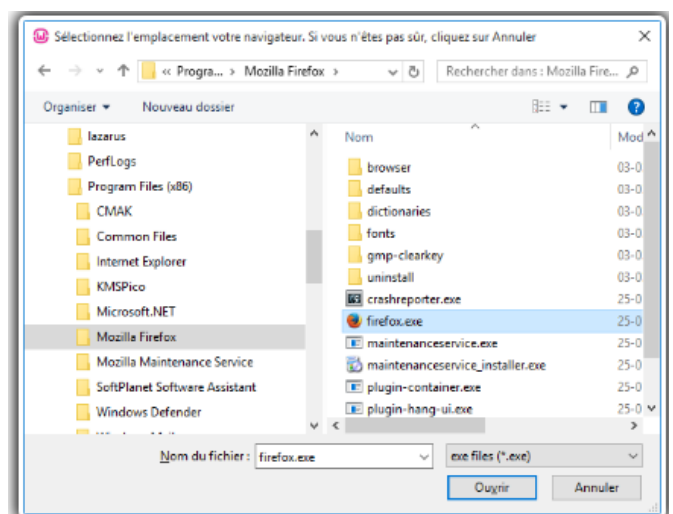 Sélectionnez l'emplacement votre navigateur. Si vous n'êtes pas sûr, cliquez sur Annuler
« Progra... > Mozilla Firefox >
Rechercher dans : Mozilla Fire...
Organiser
Nouveau dossier
lazarus
PerfLogs
Program Files (x86)
CMAK
Common Files
Internet Explorer
KMSPico
Microsoft.NET
Mozilla Firefox
Mozilla Maintenance Service
SoftPlanet Software Assistant
Windows Defender
Nom
Mod
browser
03-0
defaults
03-0
dictionaries
03-0
fonts
03-0
gmp-clearkey
03-0
uninstall
03-0
crashreporter.exe
25-0
firefox.exe
25-0
maintenanceservice.exe
25-0
maintenanceservice_installer.exe
25-0
plugin-container.exe
25-0
plugin-hang-ui.exe
25-0
Nom du fichier :
firefox.exe
exe files (*.exe)
Ouvrir
Annuler